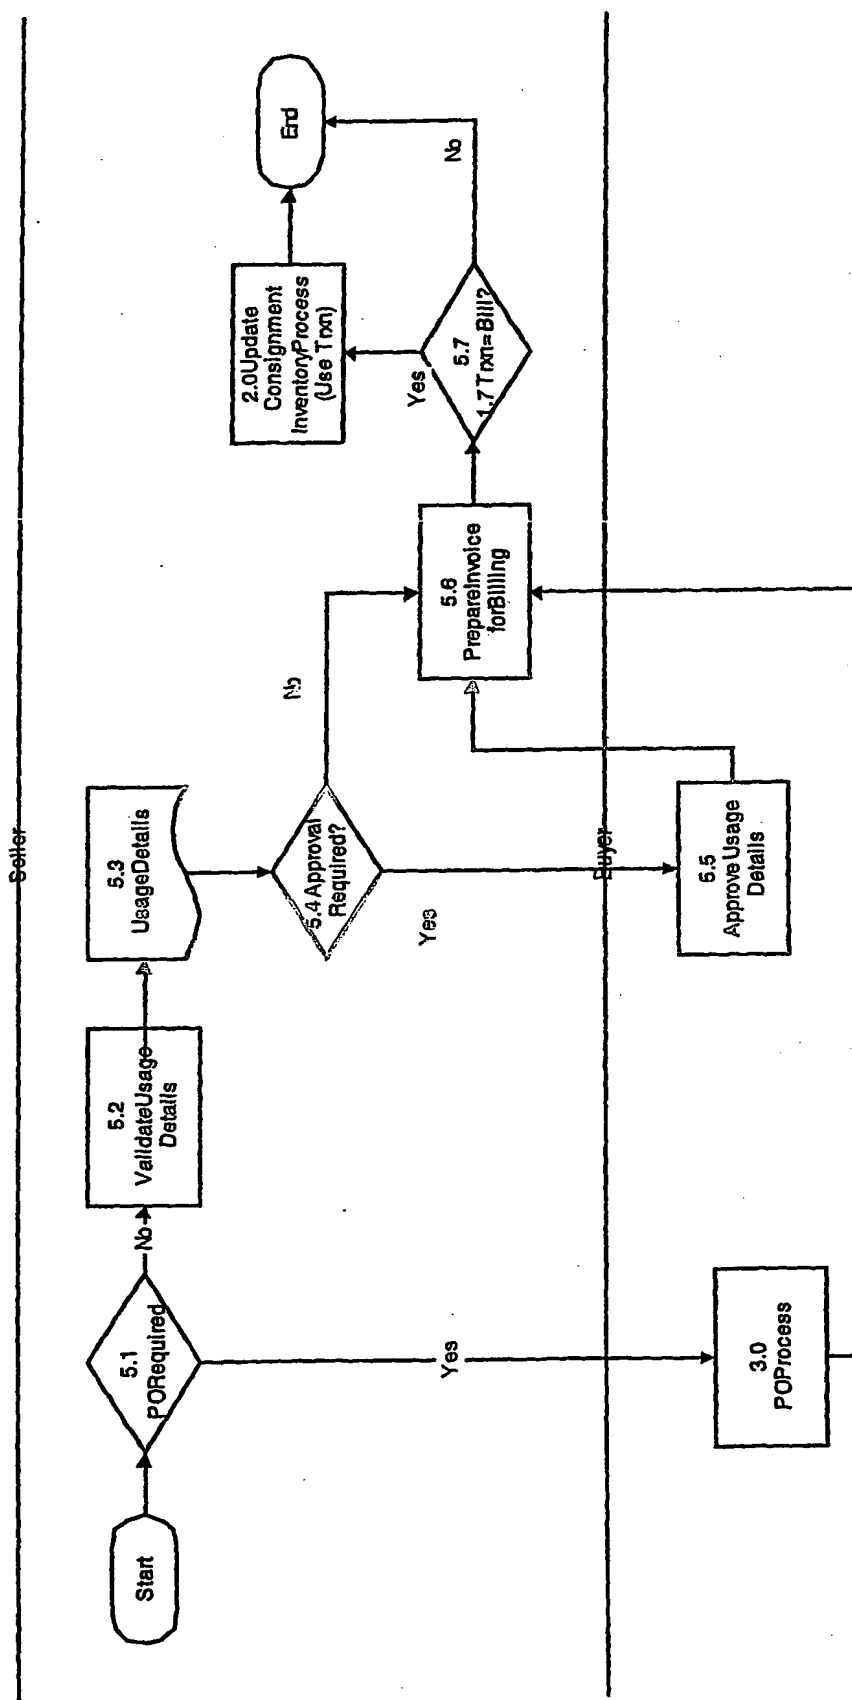 Seller
Start
5.1
PORequired
No
Yes
5.2
ValidateUsage
Details
5.3
UsageDetails
5.4 Approval
Required?
No
Yes
5.6
PrepareInvoice
forBilling
5.7
1.7 Trxn=Bill?
Yes
No
2.0Update
Consignment
InventoryProcess
(Use Trxn)
End
Buyer
3.0
POProcess
5.5
Approve Usage
Details